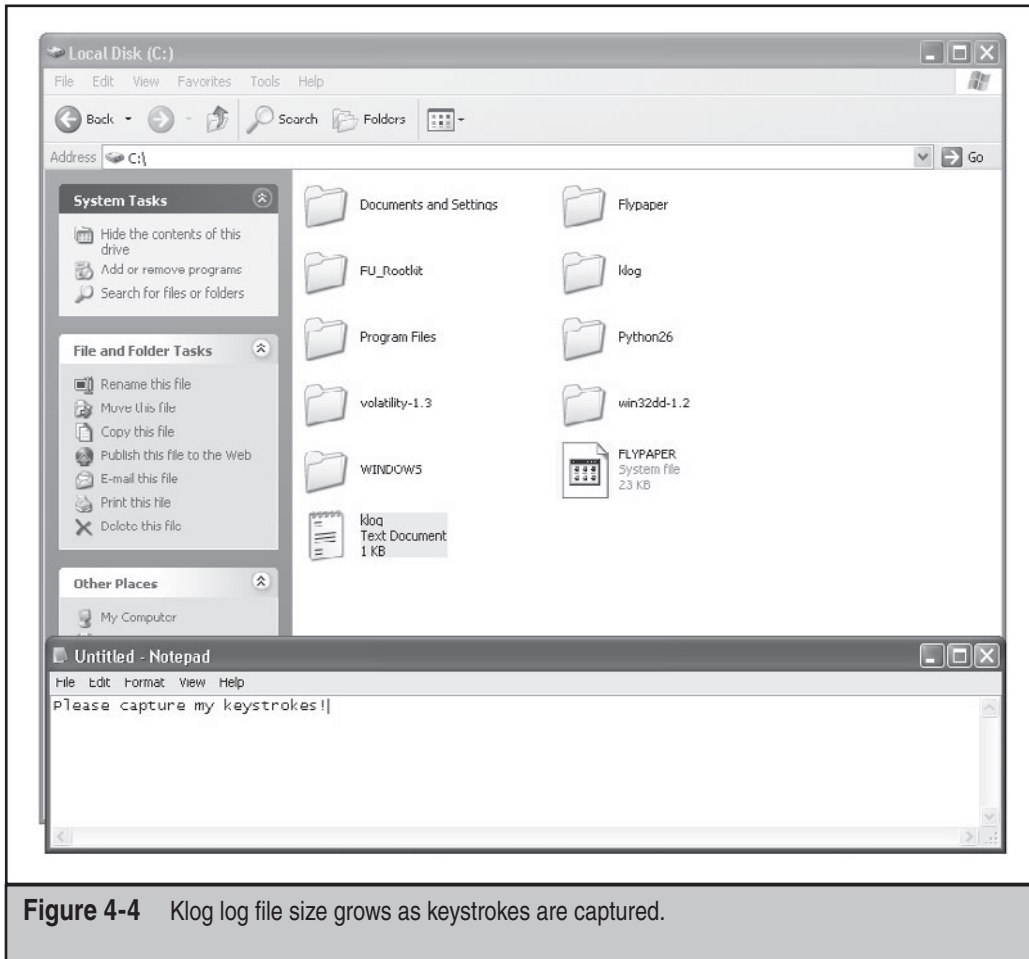 Local Disk (C:)
File Edit View Favorites Tools Help
Back Search Folders
Address C:\ Go
System Tasks
Hide the contents of this
drive
Add or remove programs
Search for files or folders
File and Folder Tasks
Rename this file
Move this file
Copy this file
Publish this file to the Web
E-mail this file
Print this file
Delete this file
Other Places
My Computer
Documents and Settings
Flypaper
FU_Rootkit
klog
Program Files
Python26
volatility-1.3
win32dd-1.2
WINDOWS
FLYPAPER
System file
23 KB
klog
Text Document
1 KB
Untitled - Notepad
File Edit Format View Help
Please capture my keystrokes!
Figure 4-4 Klog log file size grows as keystrokes are captured.